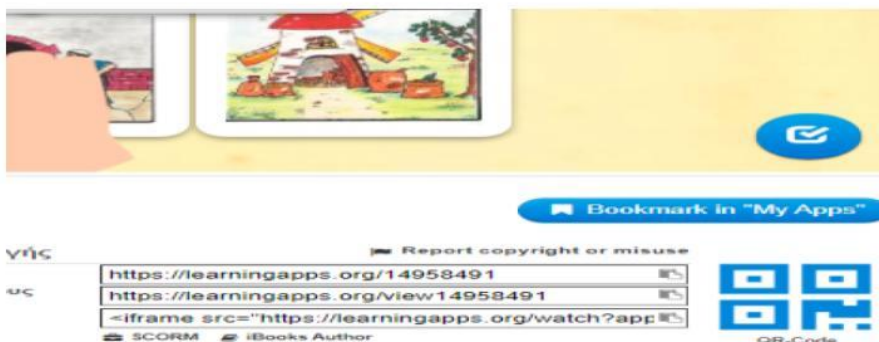 Bookmark in "My Apps"
γής
Report copyright or misuse
https://learningapps.org/14958491
υς
https://learningapps.org/view14958491
<iframe src="https://learningapps.org/watch?app
SCORM iBooks Author
QR-Code